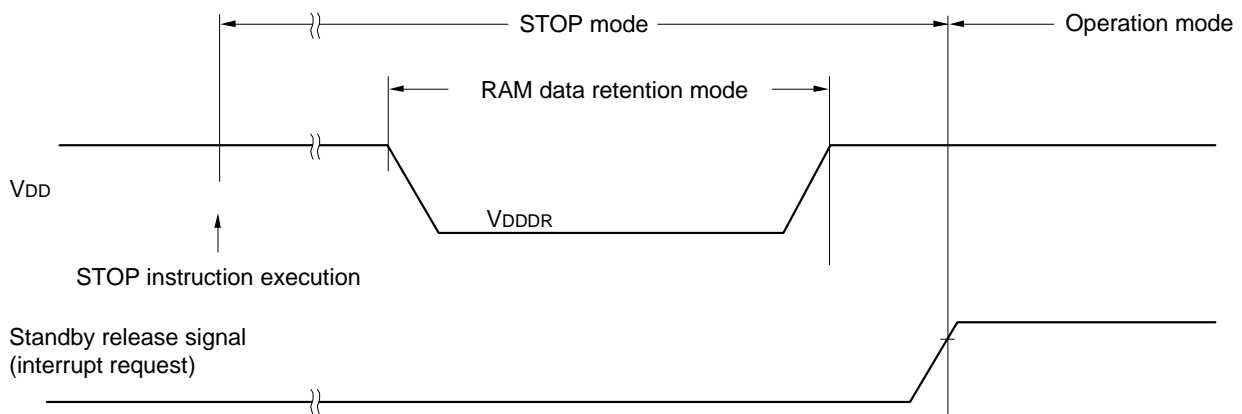 STOP mode
Operation mode
RAM data retention mode
VDD
VDDDR
STOP instruction execution
Standby release signal
(interrupt request)